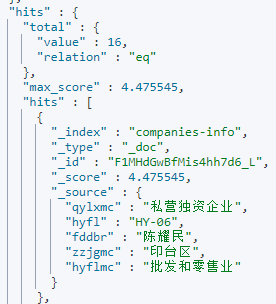 "hits" : {
"total" : {
"value" : 16,
"relation" : "eq"
},
"max_score" : 4.475545,
"hits" : [
{
"_index" : "companies-info",
"_type" : "_doc",
"_id" : "F1MHdGwBfMis4hh7d6_L",
"_score" : 4.475545,
"_source" : {
"qylxmc" : "私营独资企业",
"hyfl" : "HY-06",
"fddbr" : "陈耀民",
"zzjgmc" : "印台区",
"hyflmc" : "批发和零售业"
}
},